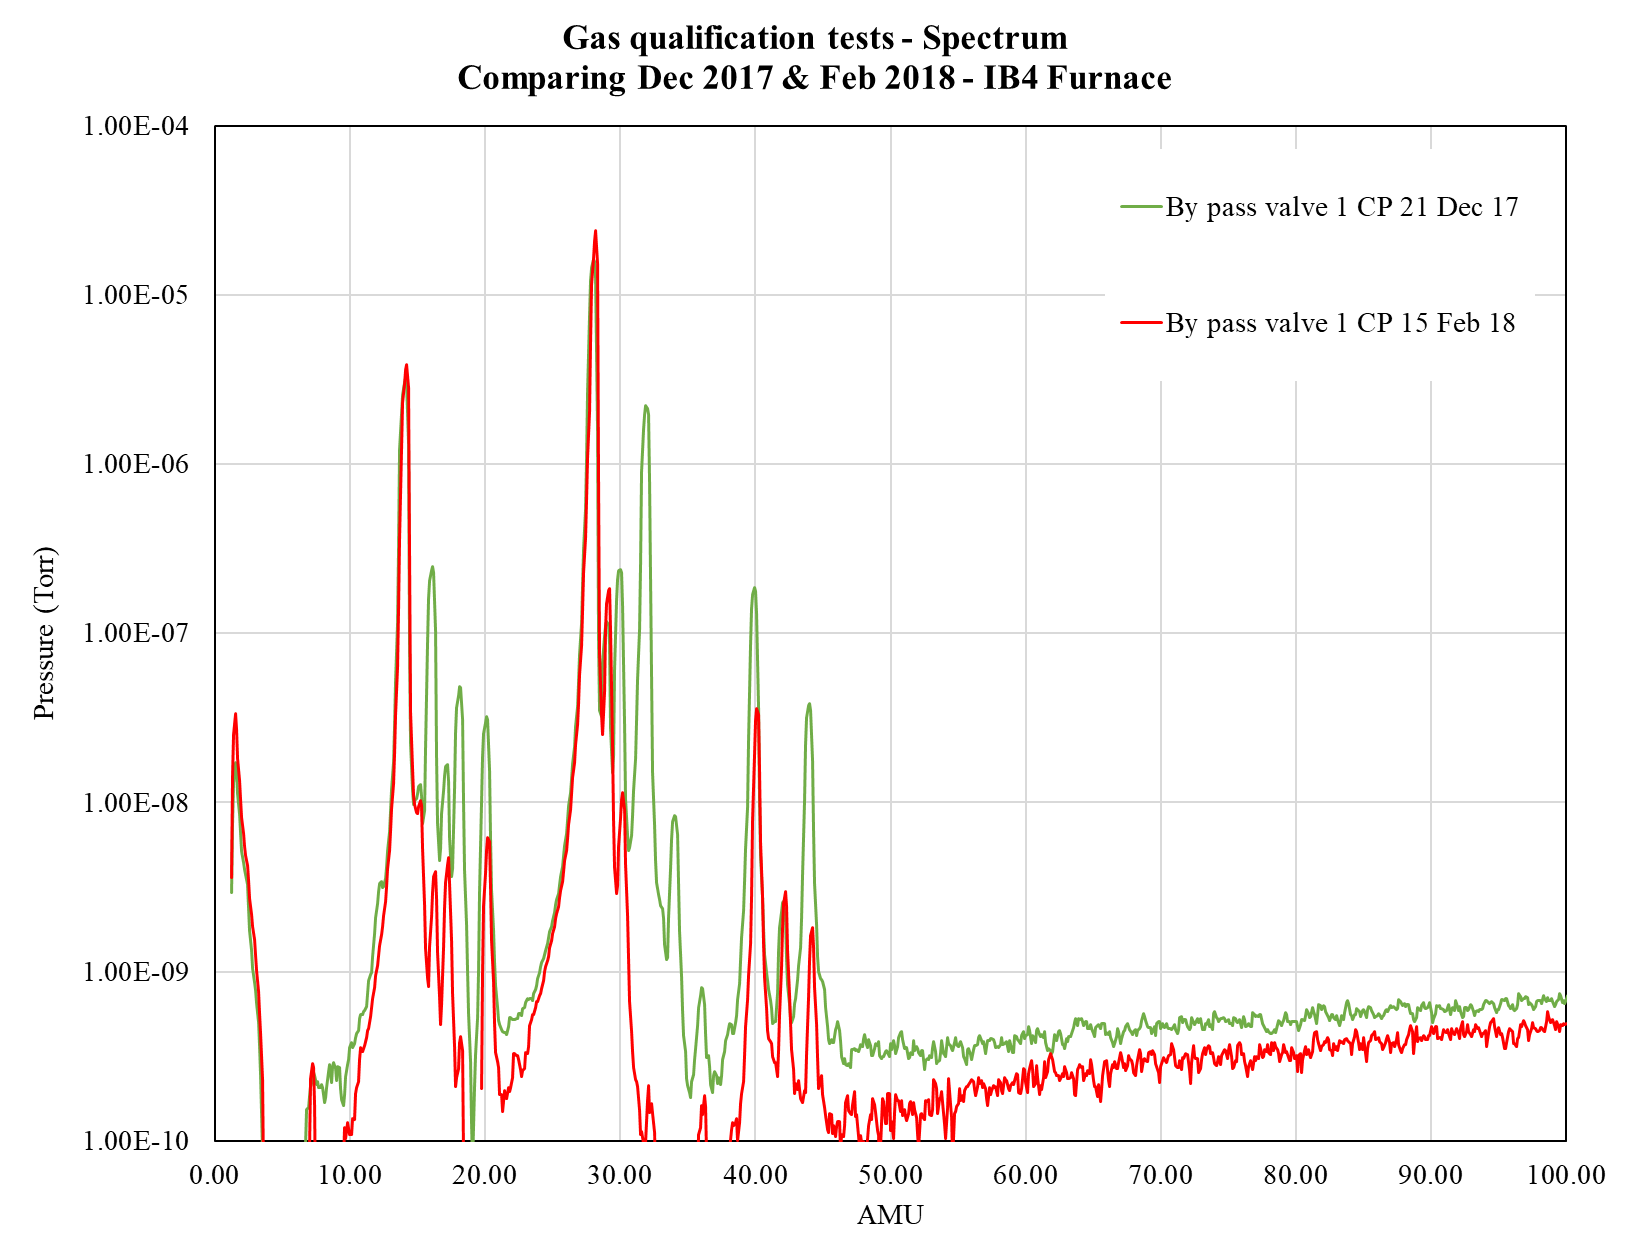 Gas qualification tests - Spectrum
Comparing Dec 2017 & Feb 2018 - IB4 Furnace
1.00E-04
By pass valve 1 CP 21 Dec 17
1.00E-05
By pass valve 1 CP 15 Feb 18
1.00E-06
1.00E-07
Pressure (Torr)
1.00E-08
1.00E-09
1.00E-10
0.00 10.00 20.00 30.00 40.00 50.00 60.00 70.00 80.00 90.00 100.00
AMU